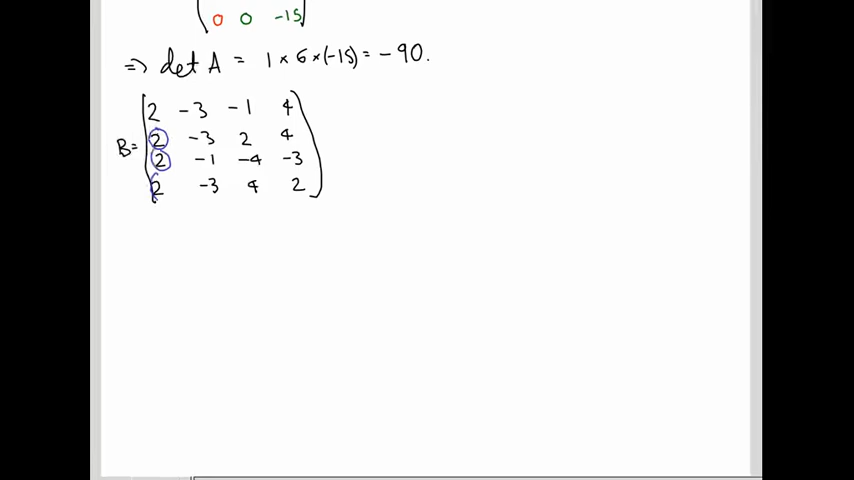 0 0 -15
⇒ det A = 1 × 6 × (-15) = -90.
2 -3 -1 4
B = 2 -3 2 4
2 -1 -4 -3
2 -3 4 2